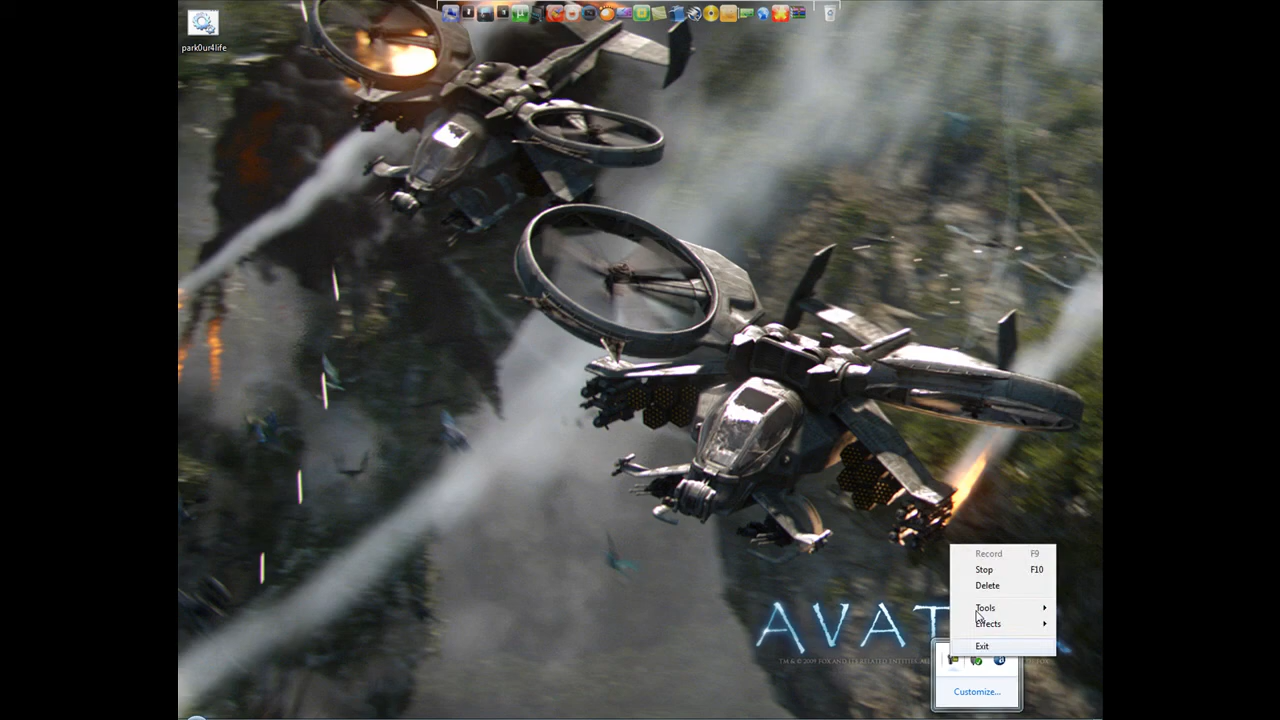 park0ur4life
Record F9
Stop F10
Delete
Tools
Effects
Exit
AVAT
Customize...